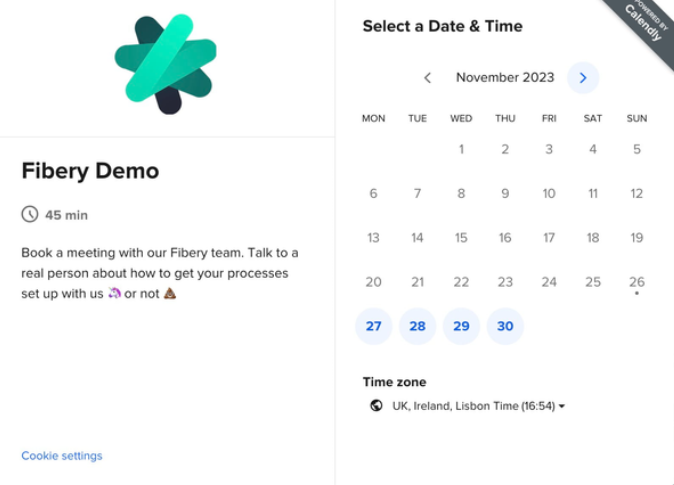 Fibery Demo
45 min
Book a meeting with our Fibery team. Talk to a
real person about how to get your processes
set up with us 🦄 or not 💩
Cookie settings
Select a Date & Time
POWERED BY
Calendly
November 2023
MON TUE WED THU FRI SAT SUN
1 2 3 4 5
6 7 8 9 10 11 12
13 14 15 16 17 18 19
20 21 22 23 24 25 26
27 28 29 30
Time zone
UK, Ireland, Lisbon Time (16:54)